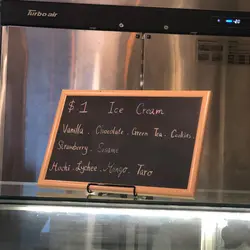 Turbo air
$ 1 Ice Cream
Vanilla . Chocolate . Green Tea . Cookies
Strawberry . Sesame
Mochi . Lychee . Mango . Taro